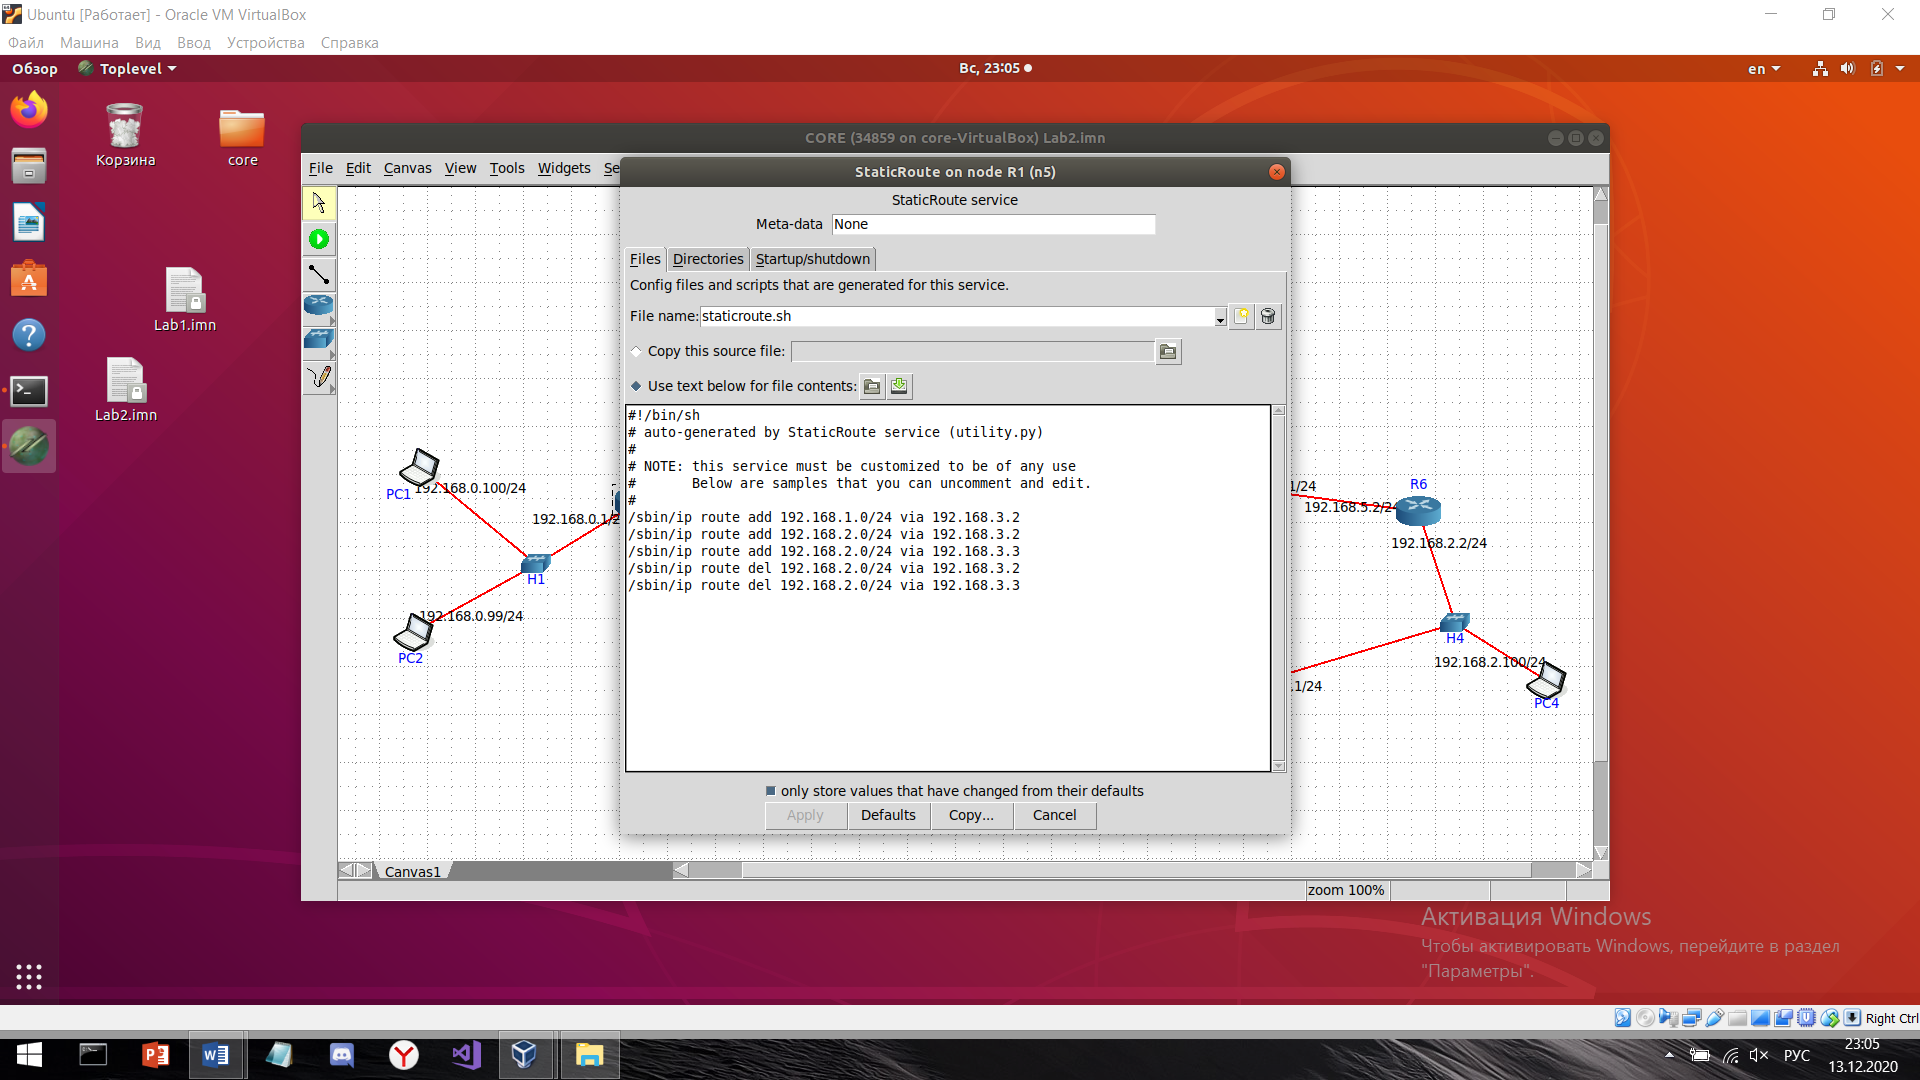 Ubuntu [Работает] - Oracle VM VirtualBox
Файл Машина Вид Ввод Устройства Справка
Обзор Toplevel Вс, 23:05 en
Корзина core
CORE (34859 on core-VirtualBox) Lab2.imn
File Edit Canvas View Tools Widgets Se
StaticRoute on node R1 (n5)
StaticRoute service
Meta-data None
Files Directories Startup/shutdown
Config files and scripts that are generated for this service.
File name: staticroute.sh
Copy this source file:
Use text below for file contents:
#!/bin/sh
# auto-generated by StaticRoute service (utility.py)
#
# NOTE: this service must be customized to be of any use
# Below are samples that you can uncomment and edit.
#
/sbin/ip route add 192.168.1.0/24 via 192.168.3.2
/sbin/ip route add 192.168.2.0/24 via 192.168.3.2
/sbin/ip route add 192.168.2.0/24 via 192.168.3.3
/sbin/ip route del 192.168.2.0/24 via 192.168.3.2
/sbin/ip route del 192.168.2.0/24 via 192.168.3.3
only store values that have changed from their defaults
Apply Defaults Copy... Cancel
Lab1.imn
Lab2.imn
PC1 192.168.0.100/24
192.168.0.1/2
H1
192.168.0.99/24
PC2
1/24
R6
192.168.5.2/24
192.168.2.2/24
H4
192.168.2.100/24
.1/24
PC4
Canvas1
zoom 100%
Активация Windows
Чтобы активировать Windows, перейдите в раздел
"Параметры".
Right Ctrl
РУС
23:05
13.12.2020